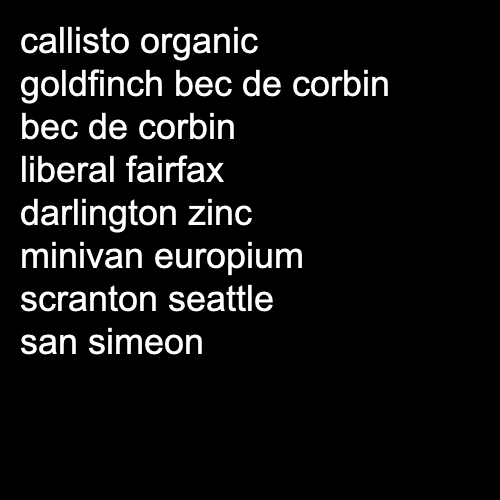 callisto organic
goldfinch bec de corbin
bec de corbin
liberal fairfax
darlington zinc
minivan europium
scranton seattle
san simeon